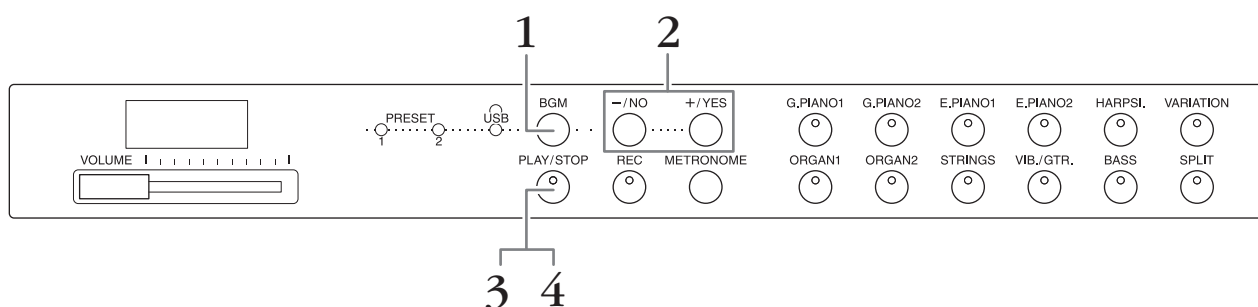 1 2
BGM −/NO +/YES G.PIANO1 G.PIANO2 E.PIANO1 E.PIANO2 HARPSI. VARIATION
PRESET USB
1 2
VOLUME PLAY/STOP REC METRONOME ORGAN1 ORGAN2 STRINGS VIB./GTR. BASS SPLIT
3 4